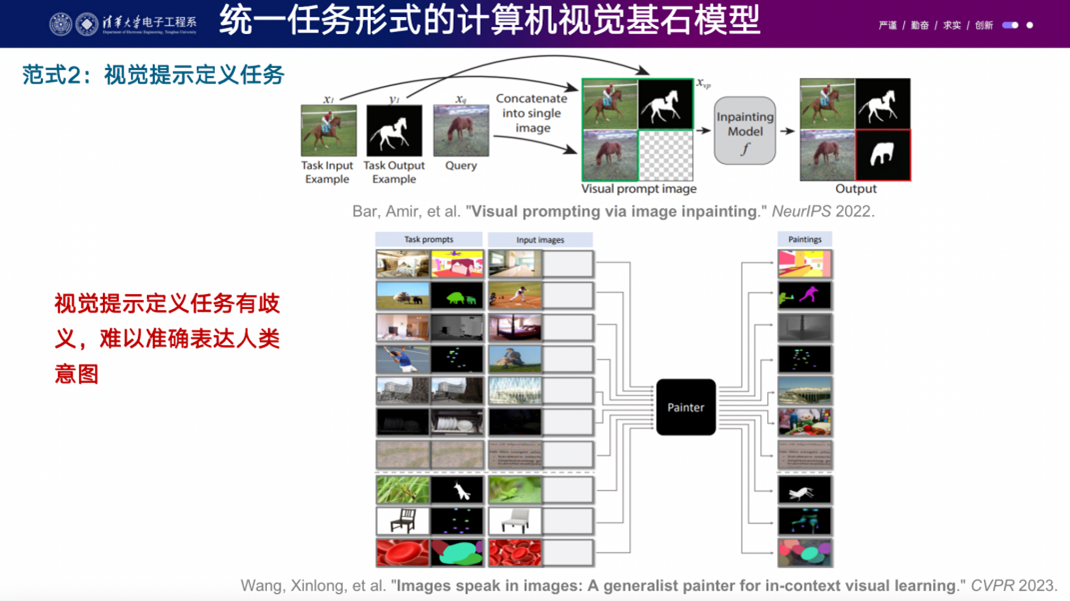 清华大学电子工程系
Department of Electronic Engineering, Tsinghua University
统一任务形式的计算机视觉基石模型
严谨 / 勤奋 / 求实 / 创新
范式2：视觉提示定义任务
x₁
y₁
x_q
Task Input
Example
Task Output
Example
Query
Concatenate
into single
image
x_vp
Visual prompt image
Inpainting
Model
f
Output
Bar, Amir, et al. "Visual prompting via image inpainting." NeurIPS 2022.
视觉提示定义任务有歧
义，难以准确表达人类
意图
Task prompts
Input images
Paintings
Painter
Wang, Xinlong, et al. "Images speak in images: A generalist painter for in-context visual learning." CVPR 2023.